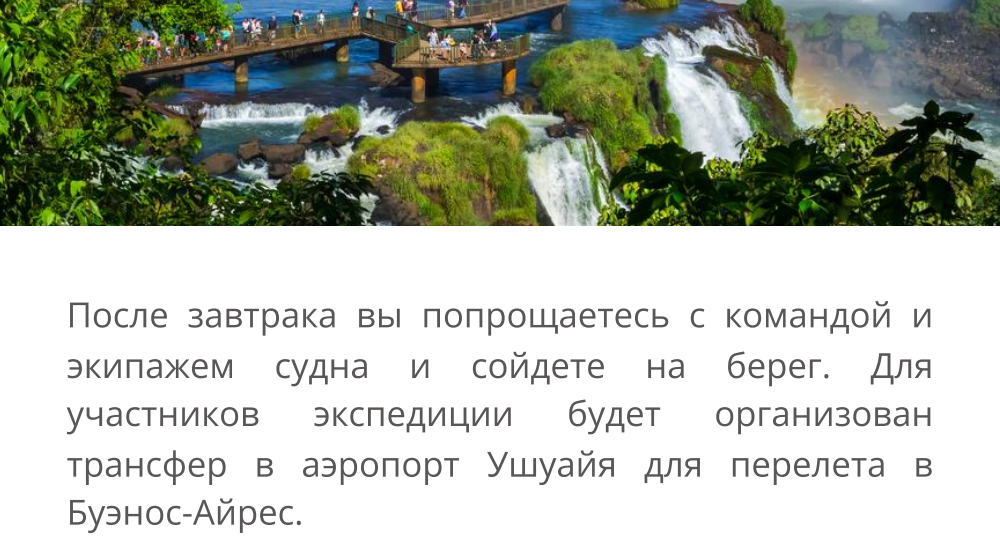 После завтрака вы попрощаетесь с командой и
экипажем судна и сойдете на берег. Для
участников экспедиции будет организован
трансфер в аэропорт Ушуайя для перелета в
Буэнос-Айрес.